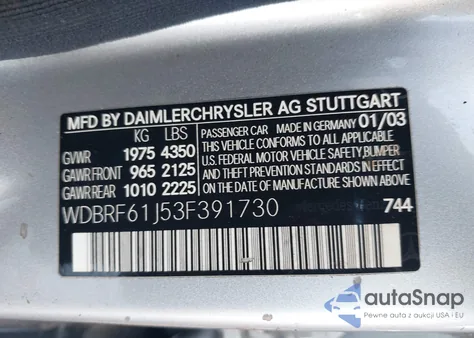 MFD BY DAIMLERCHRYSLER AG STUTTGART
KG LBS
GVWR 1975 4350
GAWR FRONT 965 2125
GAWR REAR 1010 2225
PASSENGER CAR MADE IN GERMANY 01/03
THIS VEHICLE CONFORMS TO ALL APPLICABLE
U.S. FEDERAL MOTOR VEHICLE SAFETY, BUMPER
AND THEFT PREVENTION STANDARDS IN EFFECT
ON THE DATE OF MANUFACTURE SHOWN ABOVE.
WDBRF61J53F391730
744
autoSnap
Pewne auta z aukcji USA i EU